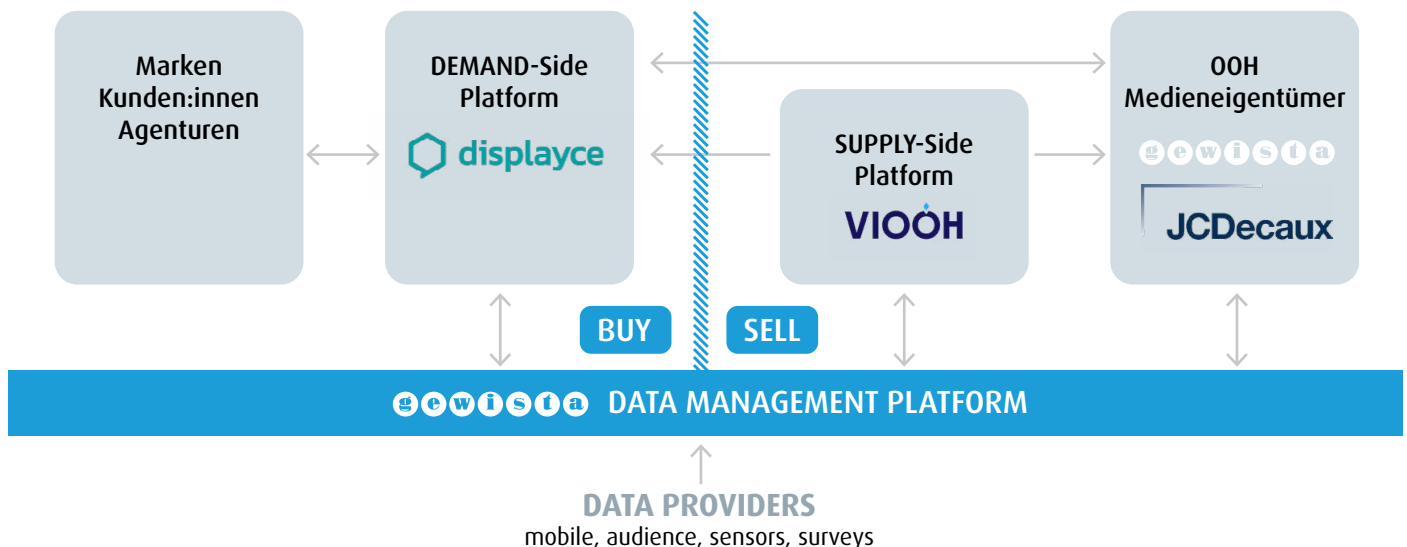 Marken
Kunden:innen
Agenturen
DEMAND-Side
Platform
displayce
SUPPLY-Side
Platform
VIOOH
OOH
Medieneigentümer
gewista
JCDecaux
BUY
SELL
gewista DATA MANAGEMENT PLATFORM
DATA PROVIDERS
mobile, audience, sensors, surveys